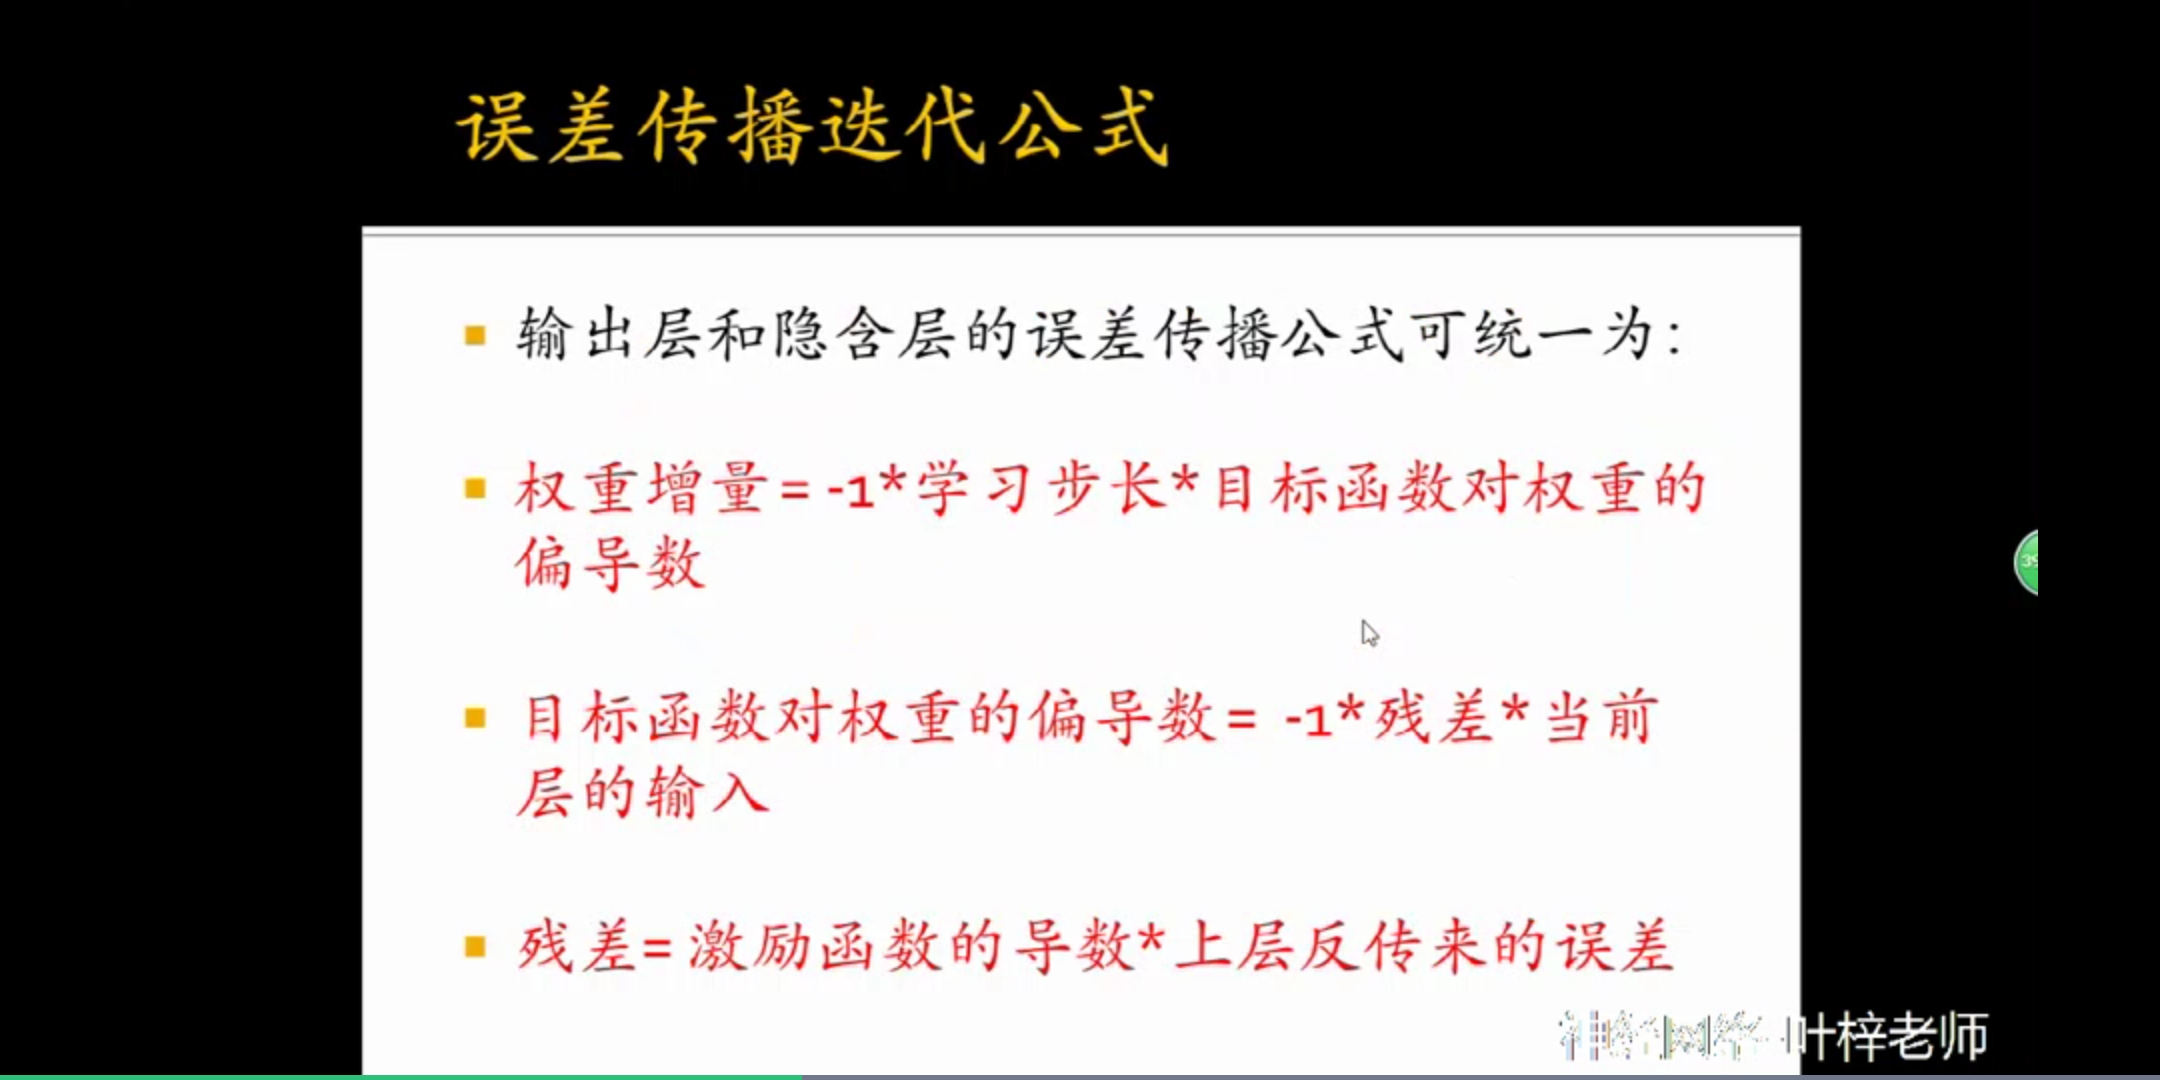 误差传播迭代公式
输出层和隐含层的误差传播公式可统一为：
权重增量= -1*学习步长*目标函数对权重的
偏导数
目标函数对权重的偏导数= -1*残差*当前
层的输入
残差=激励函数的导数*上层反传来的误差
神经网络 叶梓老师